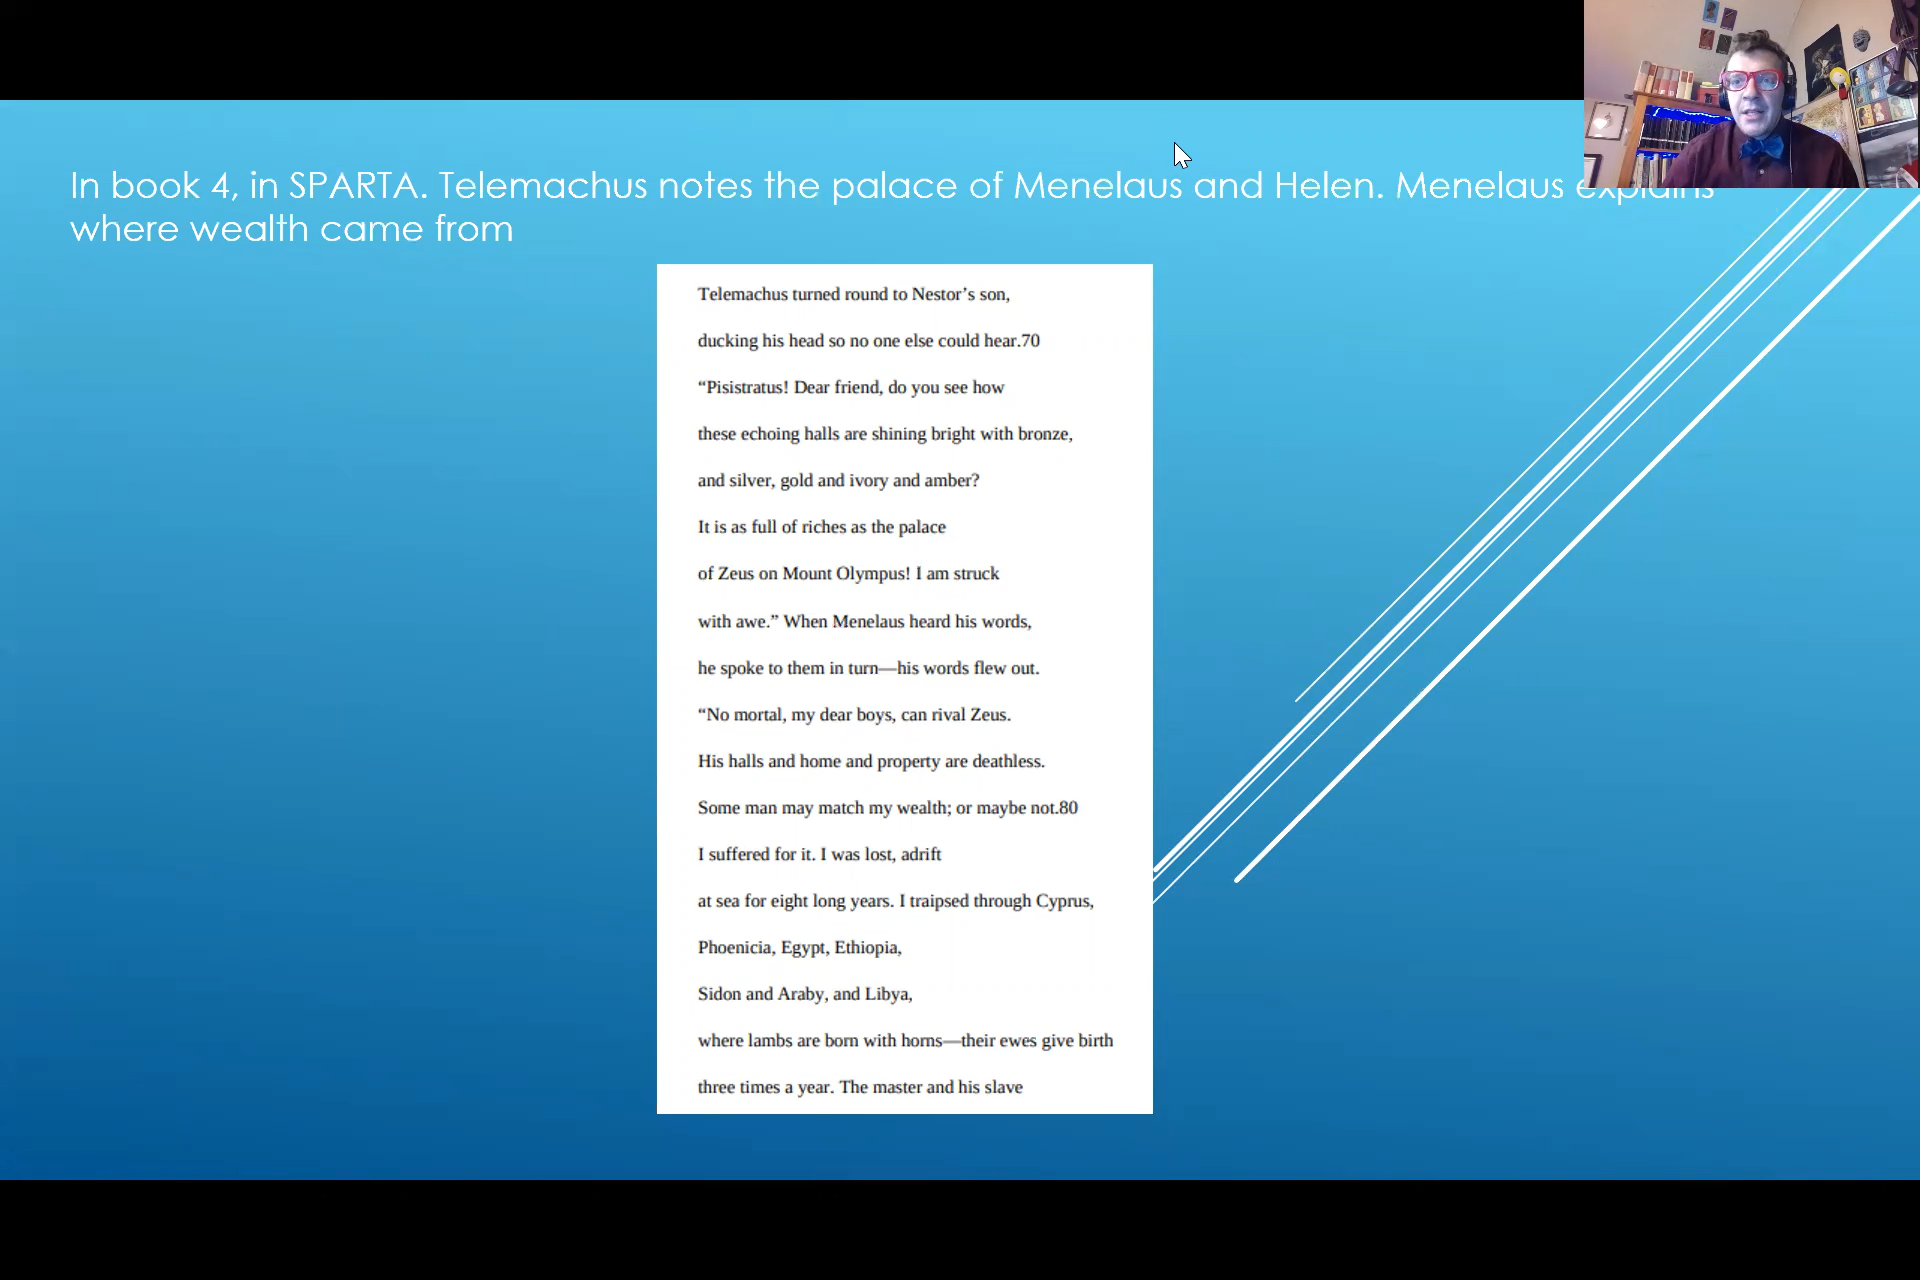 In book 4, in SPARTA. Telemachus notes the palace of Menelaus and Helen. Menelaus explains
where wealth came from
Telemachus turned round to Nestor’s son,
ducking his head so no one else could hear.70
“Pisistratus! Dear friend, do you see how
these echoing halls are shining bright with bronze,
and silver, gold and ivory and amber?
It is as full of riches as the palace
of Zeus on Mount Olympus! I am struck
with awe.” When Menelaus heard his words,
he spoke to them in turn—his words flew out.
“No mortal, my dear boys, can rival Zeus.
His halls and home and property are deathless.
Some man may match my wealth; or maybe not.80
I suffered for it. I was lost, adrift
at sea for eight long years. I traipsed through Cyprus,
Phoenicia, Egypt, Ethiopia,
Sidon and Araby, and Libya,
where lambs are born with horns—their ewes give birth
three times a year. The master and his slave